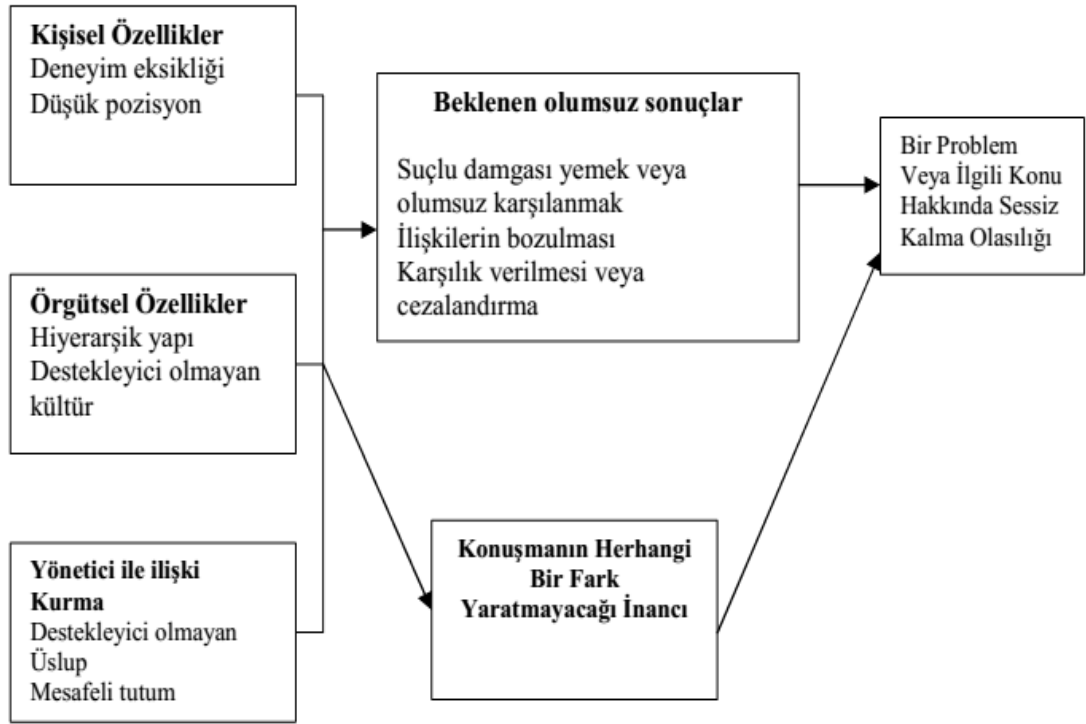 Kişisel Özellikler
Deneyim eksikliği
Düşük pozisyon
Örgütsel Özellikler
Hiyerarşik yapı
Destekleyici olmayan
kültür
Yönetici ile ilişki
Kurma
Destekleyici olmayan
Üslup
Mesafeli tutum
Beklenen olumsuz sonuçlar
Suçlu damgası yemek veya
olumsuz karşılanmak
İlişkilerin bozulması
Karşılık verilmesi veya
cezalandırma
Konuşmanın Herhangi
Bir Fark
Yaratmayacağı İnancı
Bir Problem
Veya İlgili Konu
Hakkında Sessiz
Kalma Olasılığı